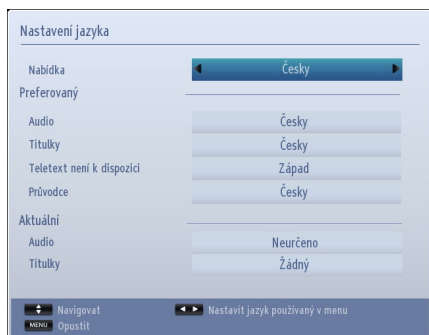 Nastavení jazyka
Nabídka Česky
Preferovaný
Audio Česky
Titulky Česky
Teletext není k dispozici Západ
Průvodce Česky
Aktuální
Audio Neurčeno
Titulky Žádný
Navigovat Nastavit jazyk používaný v menu
MENU Opustit